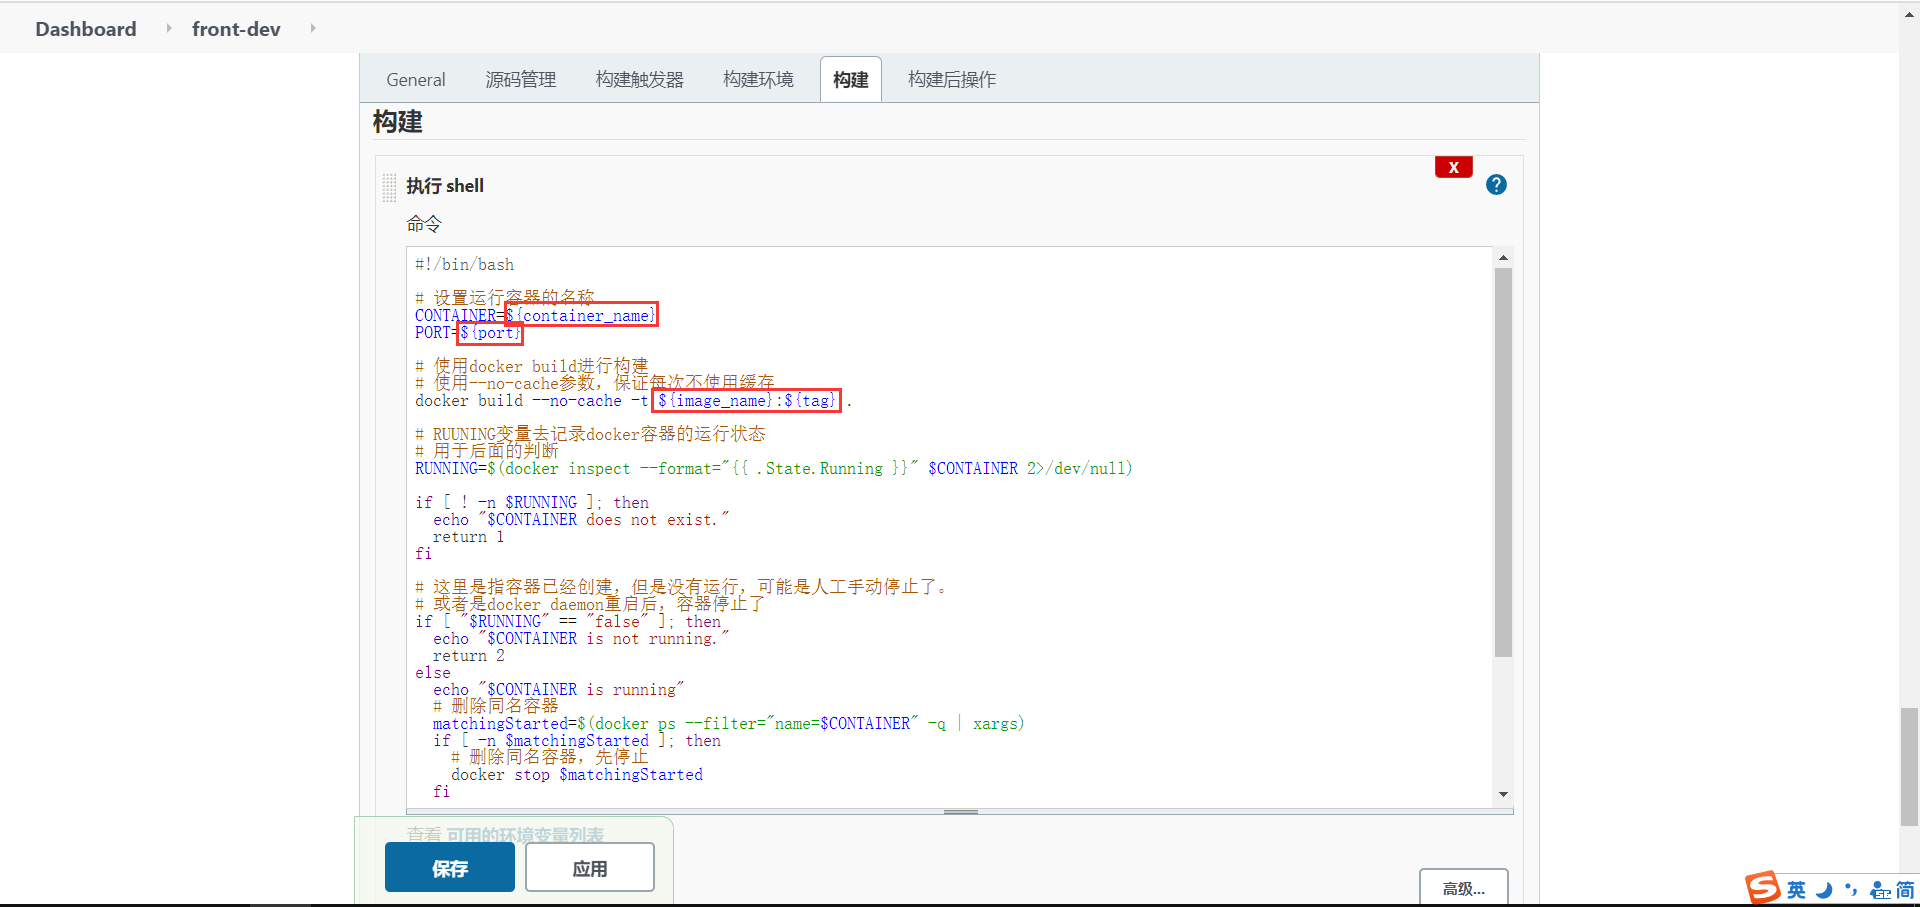 Dashboard
front-dev
General
源码管理
构建触发器
构建环境
构建
构建后操作
构建
X
执行 shell
?
命令
#!/bin/bash
# 设置运行容器的名称
CONTAINER=${container_name}
PORT=${port}
# 使用docker build进行构建
# 使用--no-cache参数，保证每次不使用缓存
docker build --no-cache -t ${image_name}:${tag} .
# RUUNING变量去记录docker容器的运行状态
# 用于后面的判断
RUNNING=$(docker inspect --format="{{ .State.Running }}" $CONTAINER 2>/dev/null)
if [ ! -n $RUNNING ]; then
  echo "$CONTAINER does not exist."
  return 1
fi
# 这里是指容器已经创建，但是没有运行，可能是人工手动停止了。
# 或者是docker daemon重启后，容器停止了
if [ "$RUNNING" == "false" ]; then
  echo "$CONTAINER is not running."
  return 2
else
  echo "$CONTAINER is running"
  # 删除同名容器
  matchingStarted=$(docker ps --filter="name=$CONTAINER" -q | xargs)
  if [ -n $matchingStarted ]; then
    # 删除同名容器，先停止
    docker stop $matchingStarted
  fi
查看 可用的环境变量列表
保存
应用
高级...
S 英 简